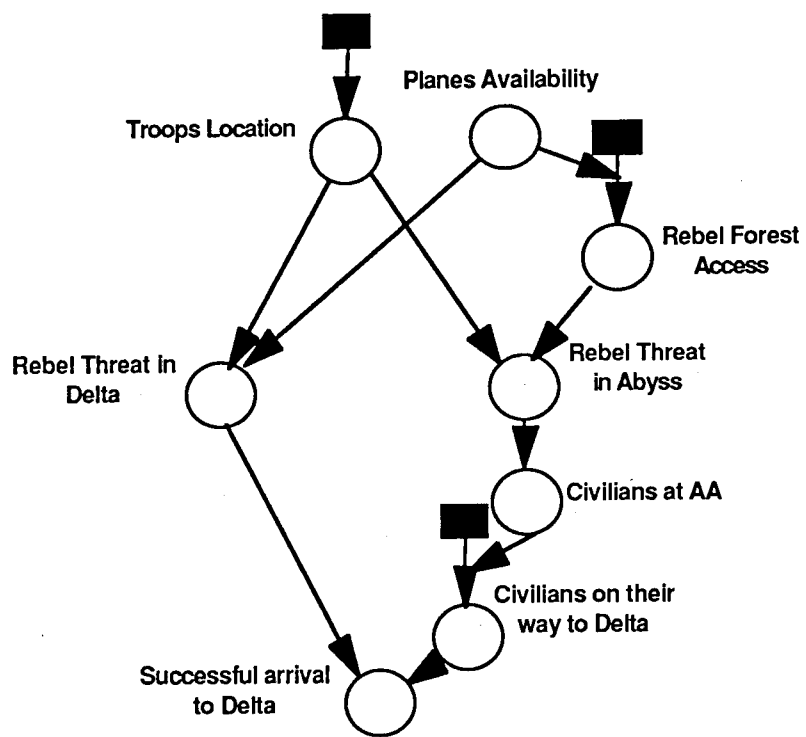 Planes Availability
Troops Location
Rebel Forest
Access
Rebel Threat in
Delta
Rebel Threat
in Abyss
Civilians at AA
Civilians on their
way to Delta
Successful arrival
to Delta